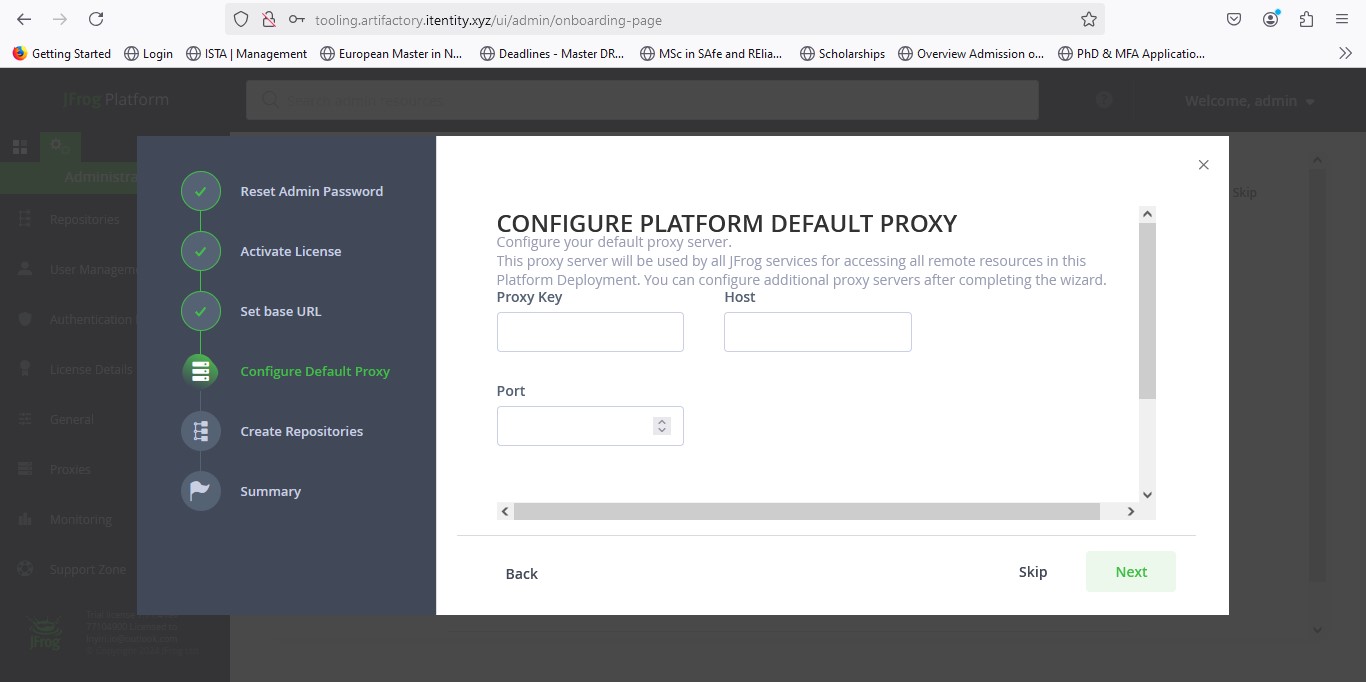 tooling.artifactory.itentity.xyz/ui/admin/onboarding-page
Getting Started
Login
ISTA | Management
European Master in N...
Deadlines - Master DR...
MSc in SAfe and RElia...
Scholarships
Overview Admission o...
PhD & MFA Applicatio...
JFrog Platform
Search Admin Resources
Welcome, admin
Administra
Repositories
User Managem
Authentication
License Details
General
Proxies
Monitoring
Support Zone
JFrog
Skip
Reset Admin Password
Activate License
Set base URL
Configure Default Proxy
Create Repositories
Summary
CONFIGURE PLATFORM DEFAULT PROXY
Configure your default proxy server.
This proxy server will be used by all JFrog services for accessing all remote resources in this
Platform Deployment. You can configure additional proxy servers after completing the wizard.
Proxy Key
Host
Port
Back
Skip
Next